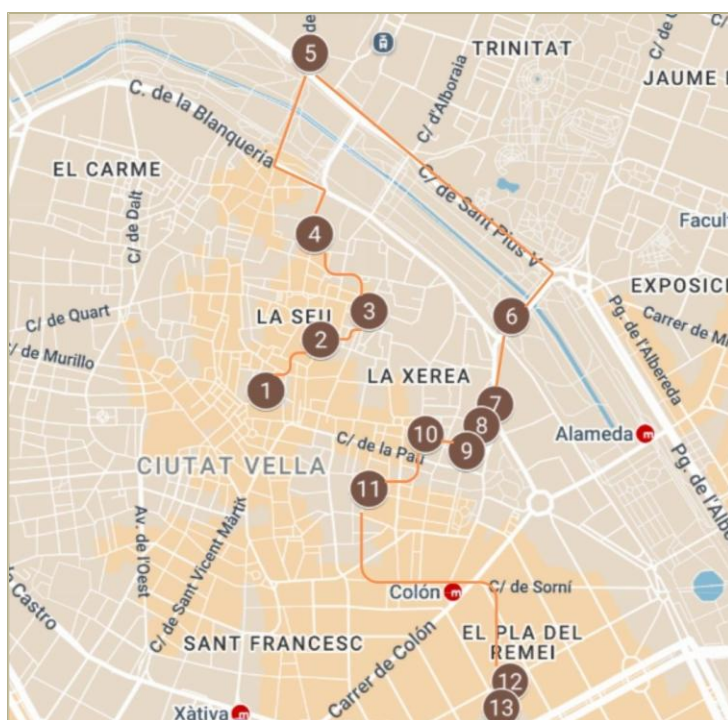 5
TRINITAT
C/ d'Alboraia
JAUME
C. de la Blanqueria
EL CARME
C/ de Dalt
C/ de Sant Pius V
4
Facul
EXPOSICI
C/ de Quart
3
6
LA SEU
2
Pg. de l'Albereda
Carrer de M
C/ de Murillo
1
LA XEREA
7
8
10
9
Alameda
m
C/ de la Pau
CIUTAT VELLA
11
Pg. de l'Albe
Av. de l'Oest
C/ de Sant Vicent Màrtir
Colón
m
C/ de Sorní
Castro
SANT FRANCESC
Carrer de Colón
EL PLA DEL
REMEI
12
13
Xàtiva
m